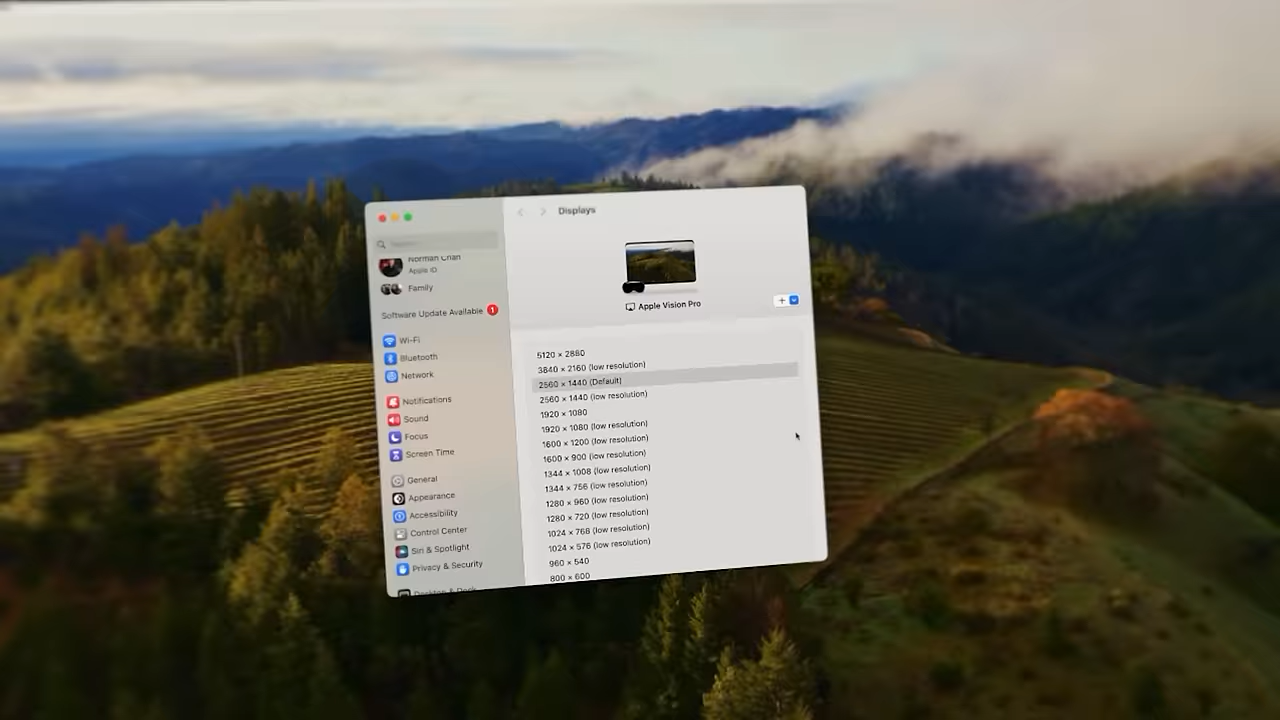 Displays
Norman Chan
Apple ID
Family
Software Update Available 1
Wi-Fi
Bluetooth
Network
Notifications
Sound
Focus
Screen Time
General
Appearance
Accessibility
Control Center
Siri & Spotlight
Privacy & Security
Desktop & Dock
Apple Vision Pro
5120 × 2880
3840 × 2160 (low resolution)
2560 × 1440 (Default)
2560 × 1440 (low resolution)
1920 × 1080
1920 × 1080 (low resolution)
1600 × 1200 (low resolution)
1600 × 900 (low resolution)
1344 × 1008 (low resolution)
1344 × 756 (low resolution)
1280 × 960 (low resolution)
1280 × 720 (low resolution)
1024 × 768 (low resolution)
1024 × 576 (low resolution)
960 × 540
800 × 600